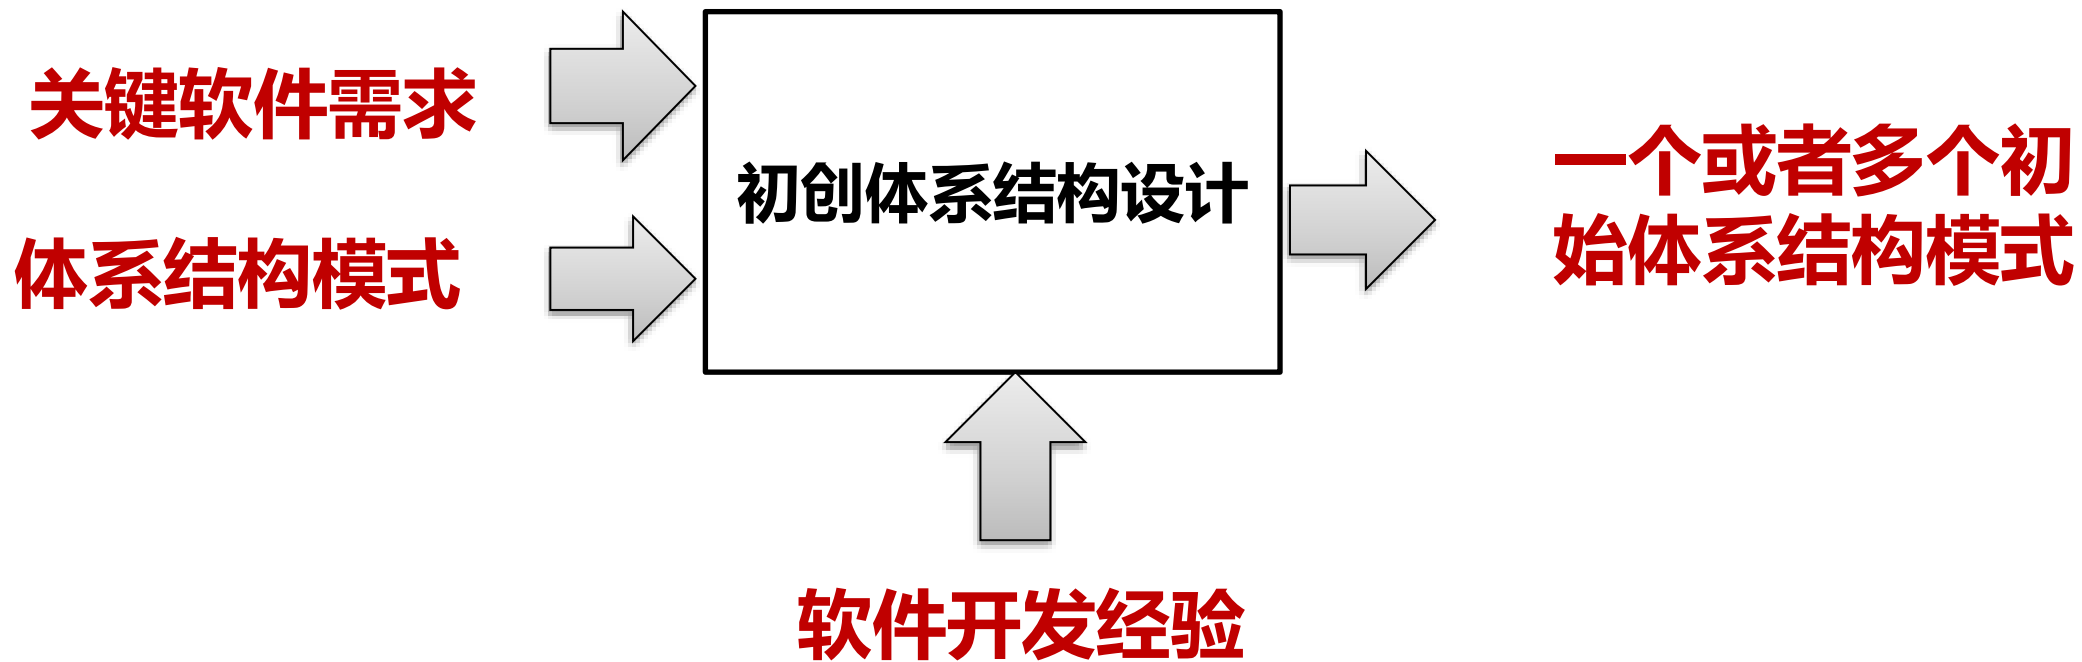 关键软件需求
体系结构模式
初创体系结构设计
一个或者多个初
始体系结构模式
软件开发经验